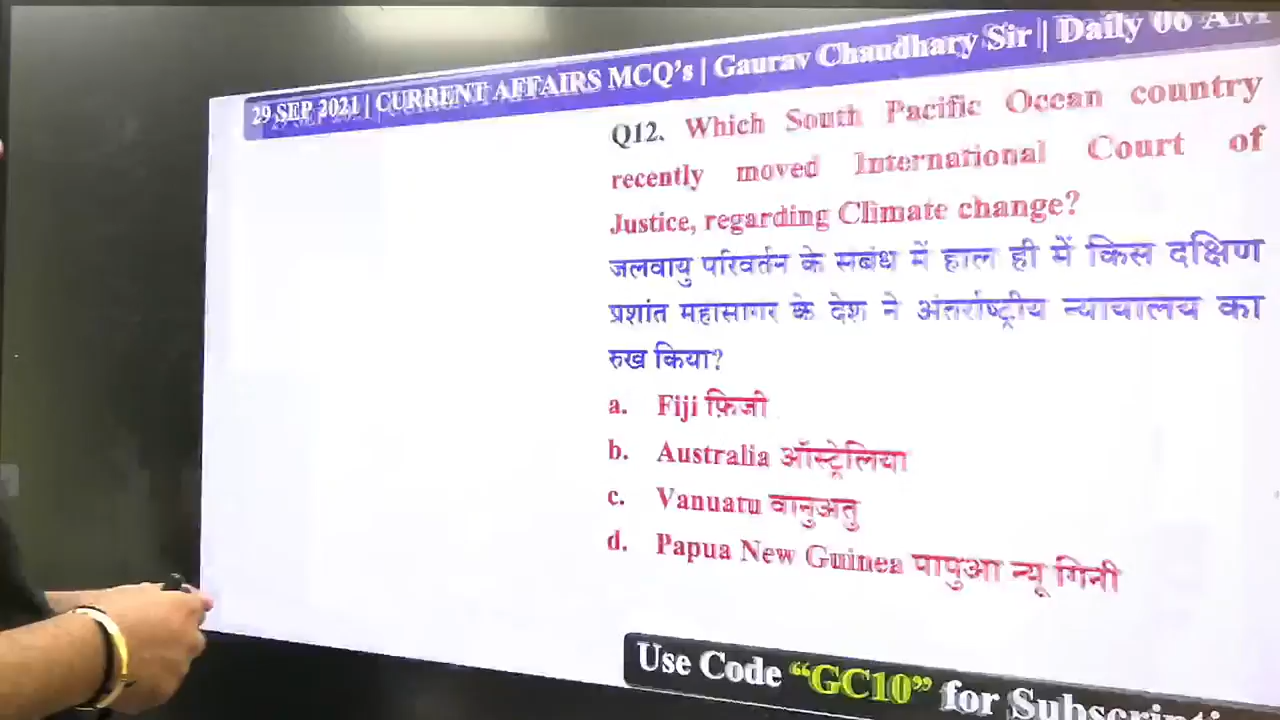 29 SEP 2021 | CURRENT AFFAIRS MCQ's | Gaurav Chaudhary Sir | Daily 06 AM
Q12. Which South Pacific Ocean country
recently moved International Court of
Justice, regarding Climate change?
जलवायु परिवर्तन के सबंध में हाल ही में किस दक्षिण
प्रशांत महासागर के देश ने अंतर्राष्ट्रीय न्यायालय का
रुख किया?
a. Fiji फ़िजी
b. Australia ऑस्ट्रेलिया
c. Vanuatu वानुअतु
d. Papua New Guinea पापुआ न्यू गिनी
Use Code “GC10” for